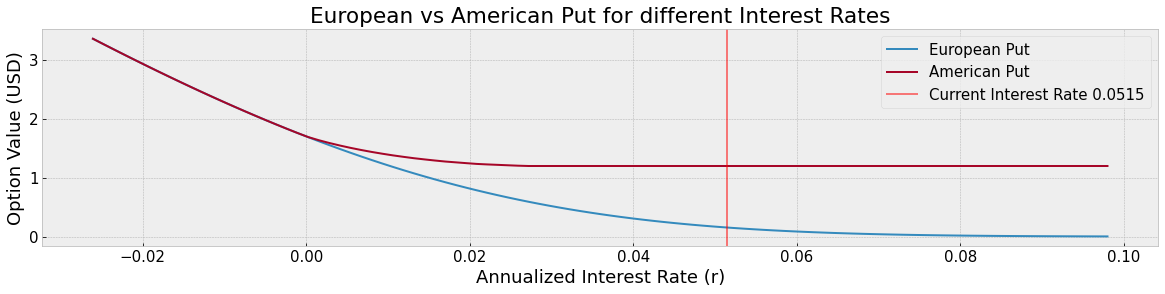 European vs American Put for different Interest Rates
Option Value (USD)
3
2
1
0
European Put
American Put
Current Interest Rate 0.0515
−0.02
0.00
0.02
0.04
0.06
0.08
0.10
Annualized Interest Rate (r)